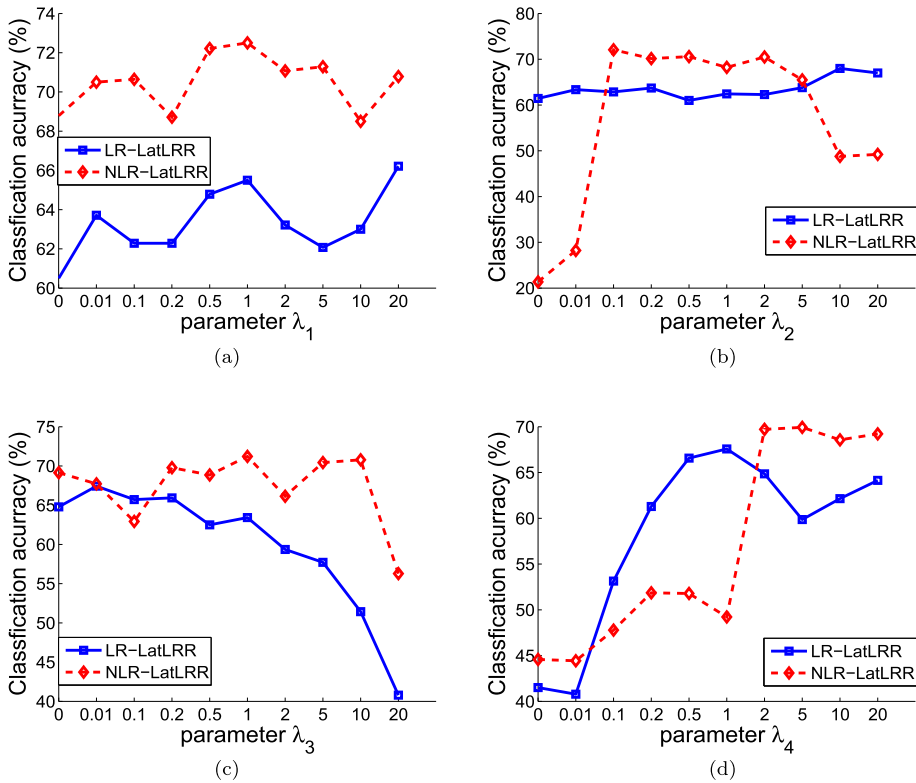 74
72
70
68
66
64
62
60
Classfication acurracy (%)
LR−LatLRR
NLR−LatLRR
0 0.01 0.1 0.2 0.5 1 2 5 10 20
parameter λ1
(a)
80
70
60
50
40
30
20
Classfication acurracy (%)
LR−LatLRR
NLR−LatLRR
0 0.01 0.1 0.2 0.5 1 2 5 10 20
parameter λ2
(b)
75
70
65
60
55
50
45
40
Classfication acurracy (%)
LR−LatLRR
NLR−LatLRR
0 0.01 0.1 0.2 0.5 1 2 5 10 20
parameter λ3
(c)
70
65
60
55
50
45
40
Classfication acurracy (%)
LR−LatLRR
NLR−LatLRR
0 0.01 0.1 0.2 0.5 1 2 5 10 20
parameter λ4
(d)